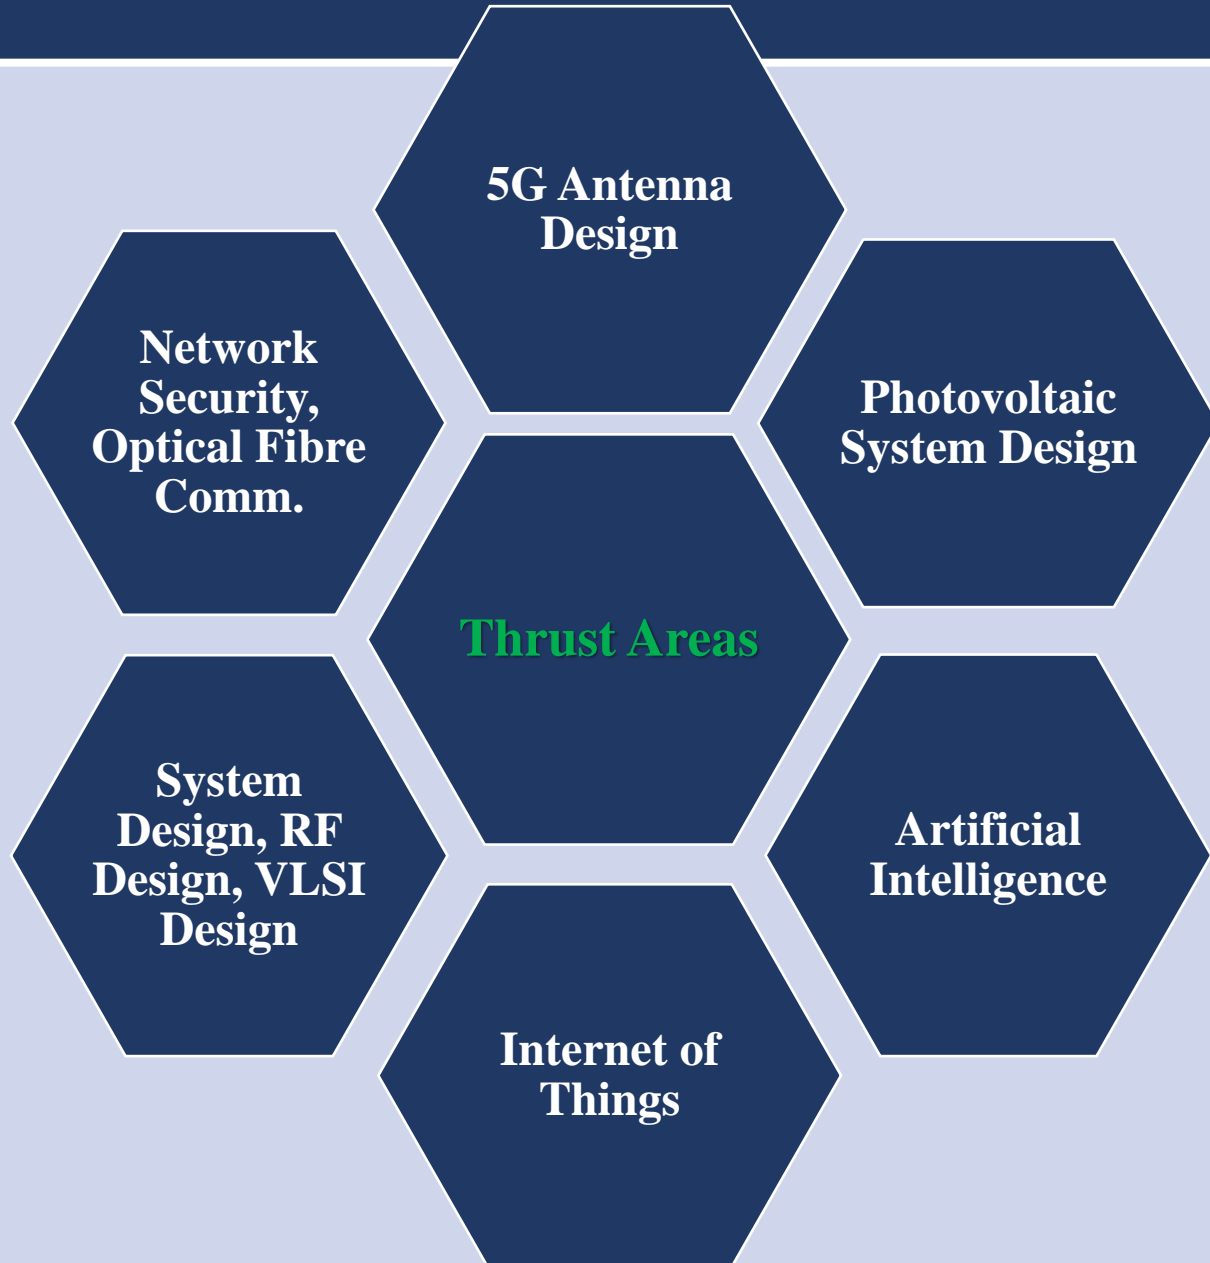 5G Antenna
Design
Network
Security,
Optical Fibre
Comm.
Photovoltaic
System Design
Thrust Areas
System
Design, RF
Design, VLSI
Design
Artificial
Intelligence
Internet of
Things